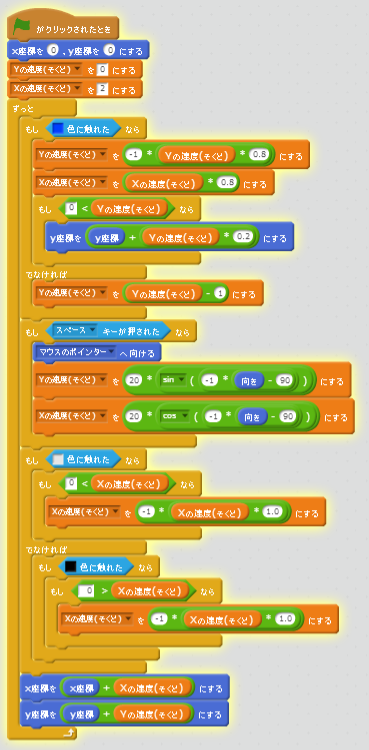 がクリックされたとき
x座標を 0 、y座標を 0 にする
Yの速度(そくど) を 0 にする
Xの速度(そくど) を 2 にする
ずっと
もし 色に触れた なら
Yの速度(そくど) を -1 * Yの速度(そくど) * 0.8 にする
Xの速度(そくど) を Xの速度(そくど) * 0.8 にする
もし 0 < Yの速度(そくど) なら
y座標を y座標 + Yの速度(そくど) * 0.2 にする
でなければ
Yの速度(そくど) を Yの速度(そくど) - 1 にする
もし スペース キーが押された なら
マウスのポインター へ向ける
Yの速度(そくど) を 20 * sin ( -1 * 向き - 90 ) にする
Xの速度(そくど) を 20 * cos ( -1 * 向き - 90 ) にする
もし 色に触れた なら
もし 0 < Xの速度(そくど) なら
Xの速度(そくど) を -1 * Xの速度(そくど) * 1.0 にする
でなければ
もし 色に触れた なら
もし 0 > Xの速度(そくど) なら
Xの速度(そくど) を -1 * Xの速度(そくど) * 1.0 にする
x座標を x座標 + Xの速度(そくど) にする
y座標を y座標 + Yの速度(そくど) にする